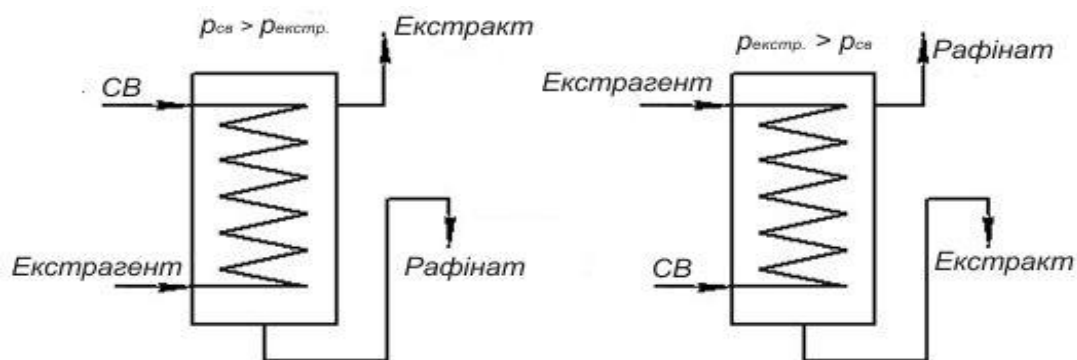 pсв > pекстр.
Екстракт
СВ
Екстрагент
Рафінат
pекстр. > pсв
Рафінат
Екстрагент
СВ
Екстракт